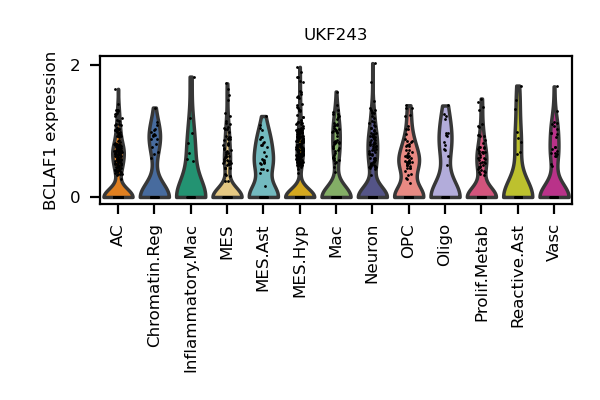 UKF243
BCLAF1 expression
2
0
AC
Chromatin.Reg
Inflammatory.Mac
MES
MES.Ast
MES.Hyp
Mac
Neuron
OPC
Oligo
Prolif.Metab
Reactive.Ast
Vasc